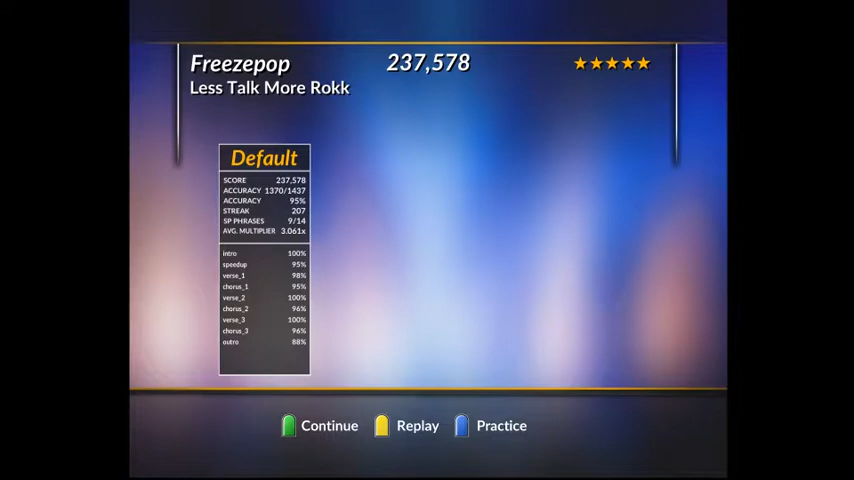 Freezepop 237,578 ★★★★★
Less Talk More Rokk
Default
SCORE 237,578
ACCURACY 1370/1437
ACCURACY 95%
STREAK 207
SP PHRASES 9/14
AVG. MULTIPLIER 3.061x
intro 100%
speedup 95%
verse_1 98%
chorus_1 95%
verse_2 100%
chorus_2 96%
verse_3 100%
chorus_3 96%
outro 88%
Continue Replay Practice